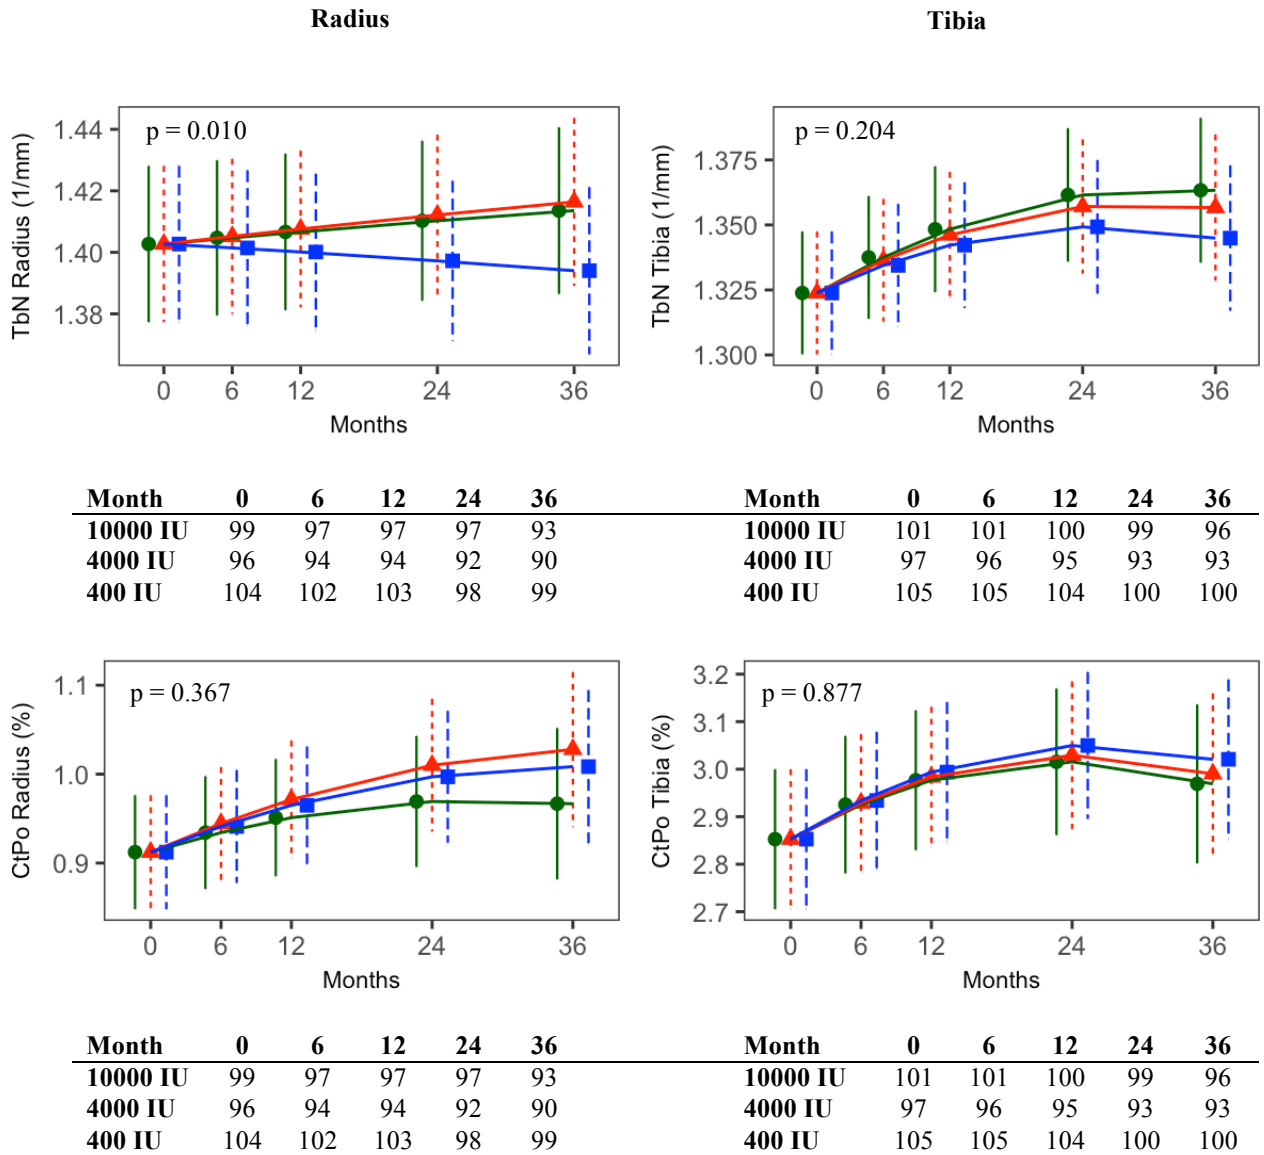 Radius
Tibia
TbN Radius (1/mm)
p = 0.010
1.44
1.42
1.40
1.38
0 6 12 24 36
Months
TbN Tibia (1/mm)
p = 0.204
1.375
1.350
1.325
1.300
0 6 12 24 36
Months
Month 0 6 12 24 36
10000 IU 99 97 97 97 93
4000 IU 96 94 94 92 90
400 IU 104 102 103 98 99
Month 0 6 12 24 36
10000 IU 101 101 100 99 96
4000 IU 97 96 95 93 93
400 IU 105 105 104 100 100
CtPo Radius (%)
p = 0.367
1.1
1.0
0.9
0 6 12 24 36
Months
CtPo Tibia (%)
p = 0.877
3.2
3.1
3.0
2.9
2.8
2.7
0 6 12 24 36
Months
Month 0 6 12 24 36
10000 IU 99 97 97 97 93
4000 IU 96 94 94 92 90
400 IU 104 102 103 98 99
Month 0 6 12 24 36
10000 IU 101 101 100 99 96
4000 IU 97 96 95 93 93
400 IU 105 105 104 100 100